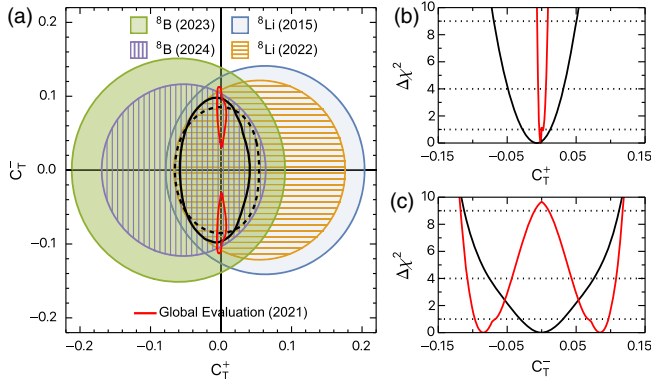 (a)
⁸B (2023)
⁸Li (2015)
⁸B (2024)
⁸Li (2022)
0.2
0.1
0.0
−0.1
−0.2
C_T^−
Global Evaluation (2021)
−0.2
−0.1
0.0
0.1
0.2
C_T^+
(b)
10
8
6
4
2
0
Δχ²
−0.15
−0.05
0.05
0.15
C_T^+
(c)
10
8
6
4
2
0
Δχ²
−0.15
−0.05
0.05
0.15
C_T^−